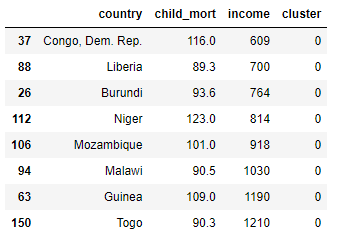 country child_mort income cluster
37 Congo, Dem. Rep. 116.0 609 0
88 Liberia 89.3 700 0
26 Burundi 93.6 764 0
112 Niger 123.0 814 0
106 Mozambique 101.0 918 0
94 Malawi 90.5 1030 0
63 Guinea 109.0 1190 0
150 Togo 90.3 1210 0